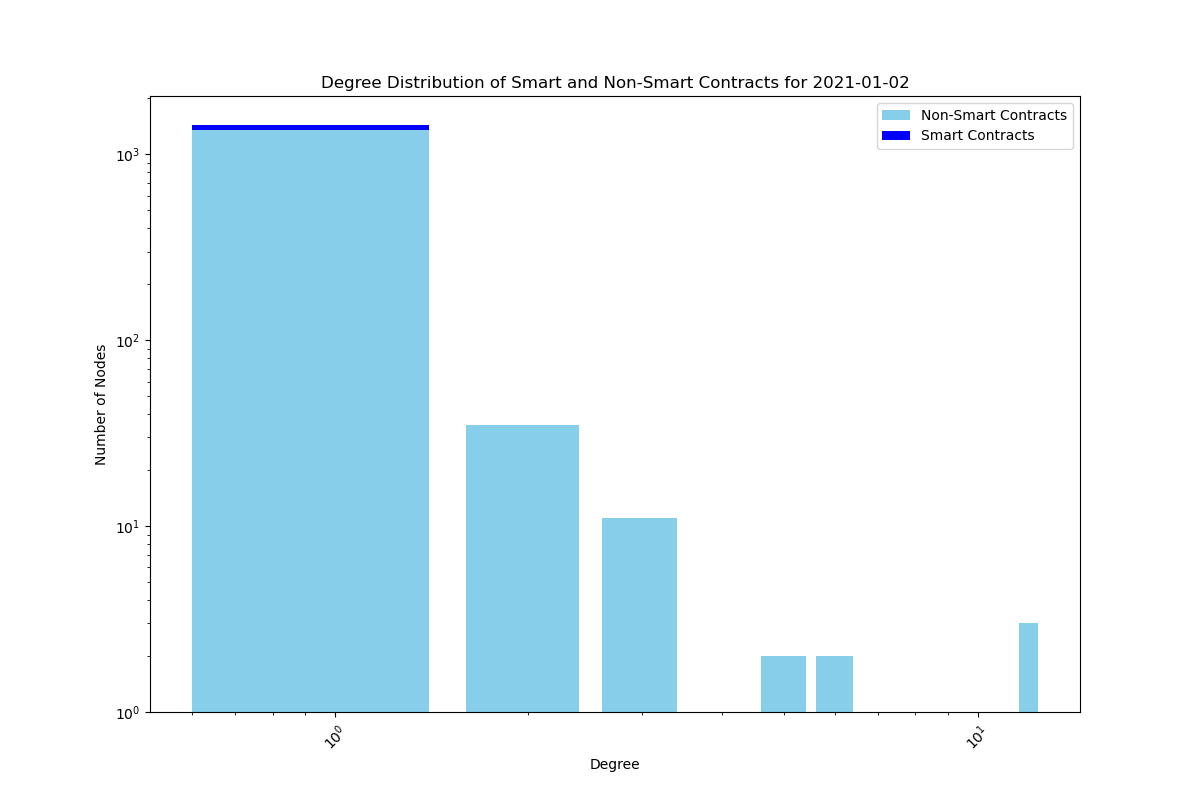 Degree Distribution of Smart and Non-Smart Contracts for 2021-01-02
Non-Smart Contracts
Smart Contracts
Number of Nodes
10³
10²
10¹
10⁰
10⁰
10¹
Degree